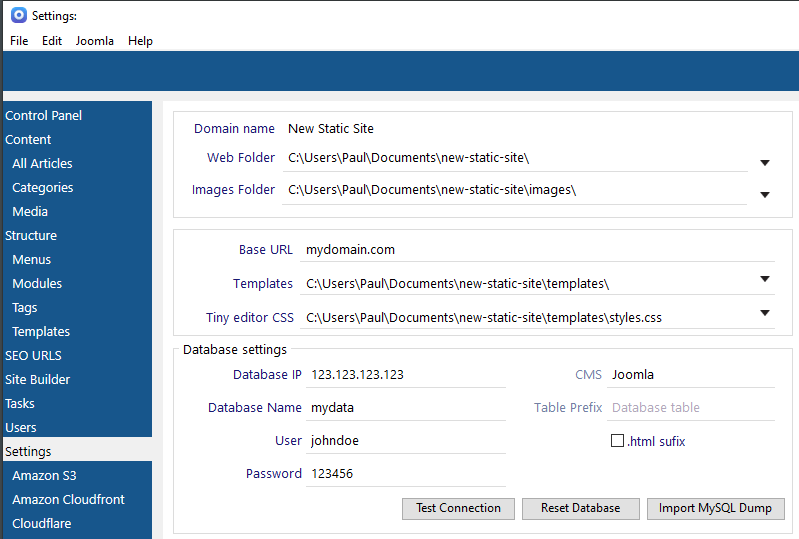 Settings:
File Edit Joomla Help
Control Panel
Content
All Articles
Categories
Media
Structure
Menus
Modules
Tags
Templates
SEO URLS
Site Builder
Tasks
Users
Settings
Amazon S3
Amazon Cloudfront
Cloudflare
Domain name New Static Site
Web Folder C:\Users\Paul\Documents\new-static-site\
Images Folder C:\Users\Paul\Documents\new-static-site\images\
Base URL mydomain.com
Templates C:\Users\Paul\Documents\new-static-site\templates\
Tiny editor CSS C:\Users\Paul\Documents\new-static-site\templates\styles.css
Database settings
Database IP 123.123.123.123 CMS Joomla
Database Name mydata Table Prefix Database table
User johndoe .html sufix
Password 123456
Test Connection Reset Database Import MySQL Dump